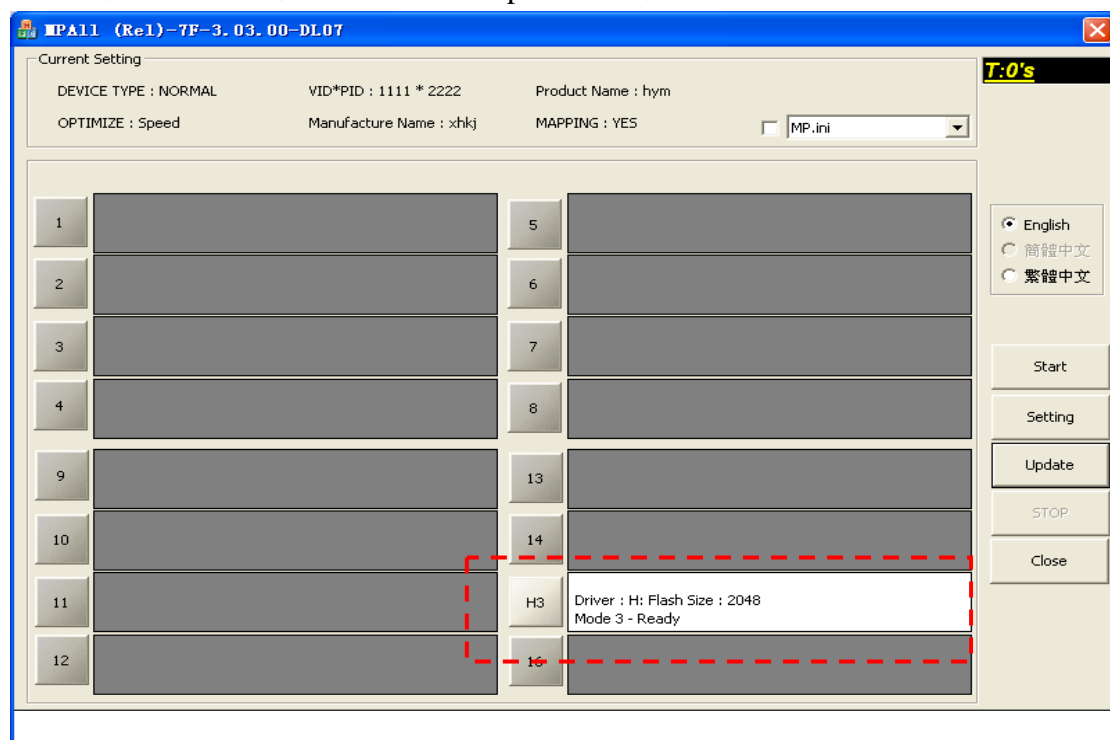 MPAll (Rel)-7F-3.03.00-DL07
Current Setting
DEVICE TYPE : NORMAL
VID*PID : 1111 * 2222
Product Name : hym
OPTIMIZE : Speed
Manufacture Name : xhkj
MAPPING : YES
MP.ini
T:0's
1
5
2
6
3
7
4
8
9
13
10
14
11
H3
Driver : H: Flash Size : 2048
Mode 3 - Ready
12
16
English
簡體中文
繁體中文
Start
Setting
Update
STOP
Close